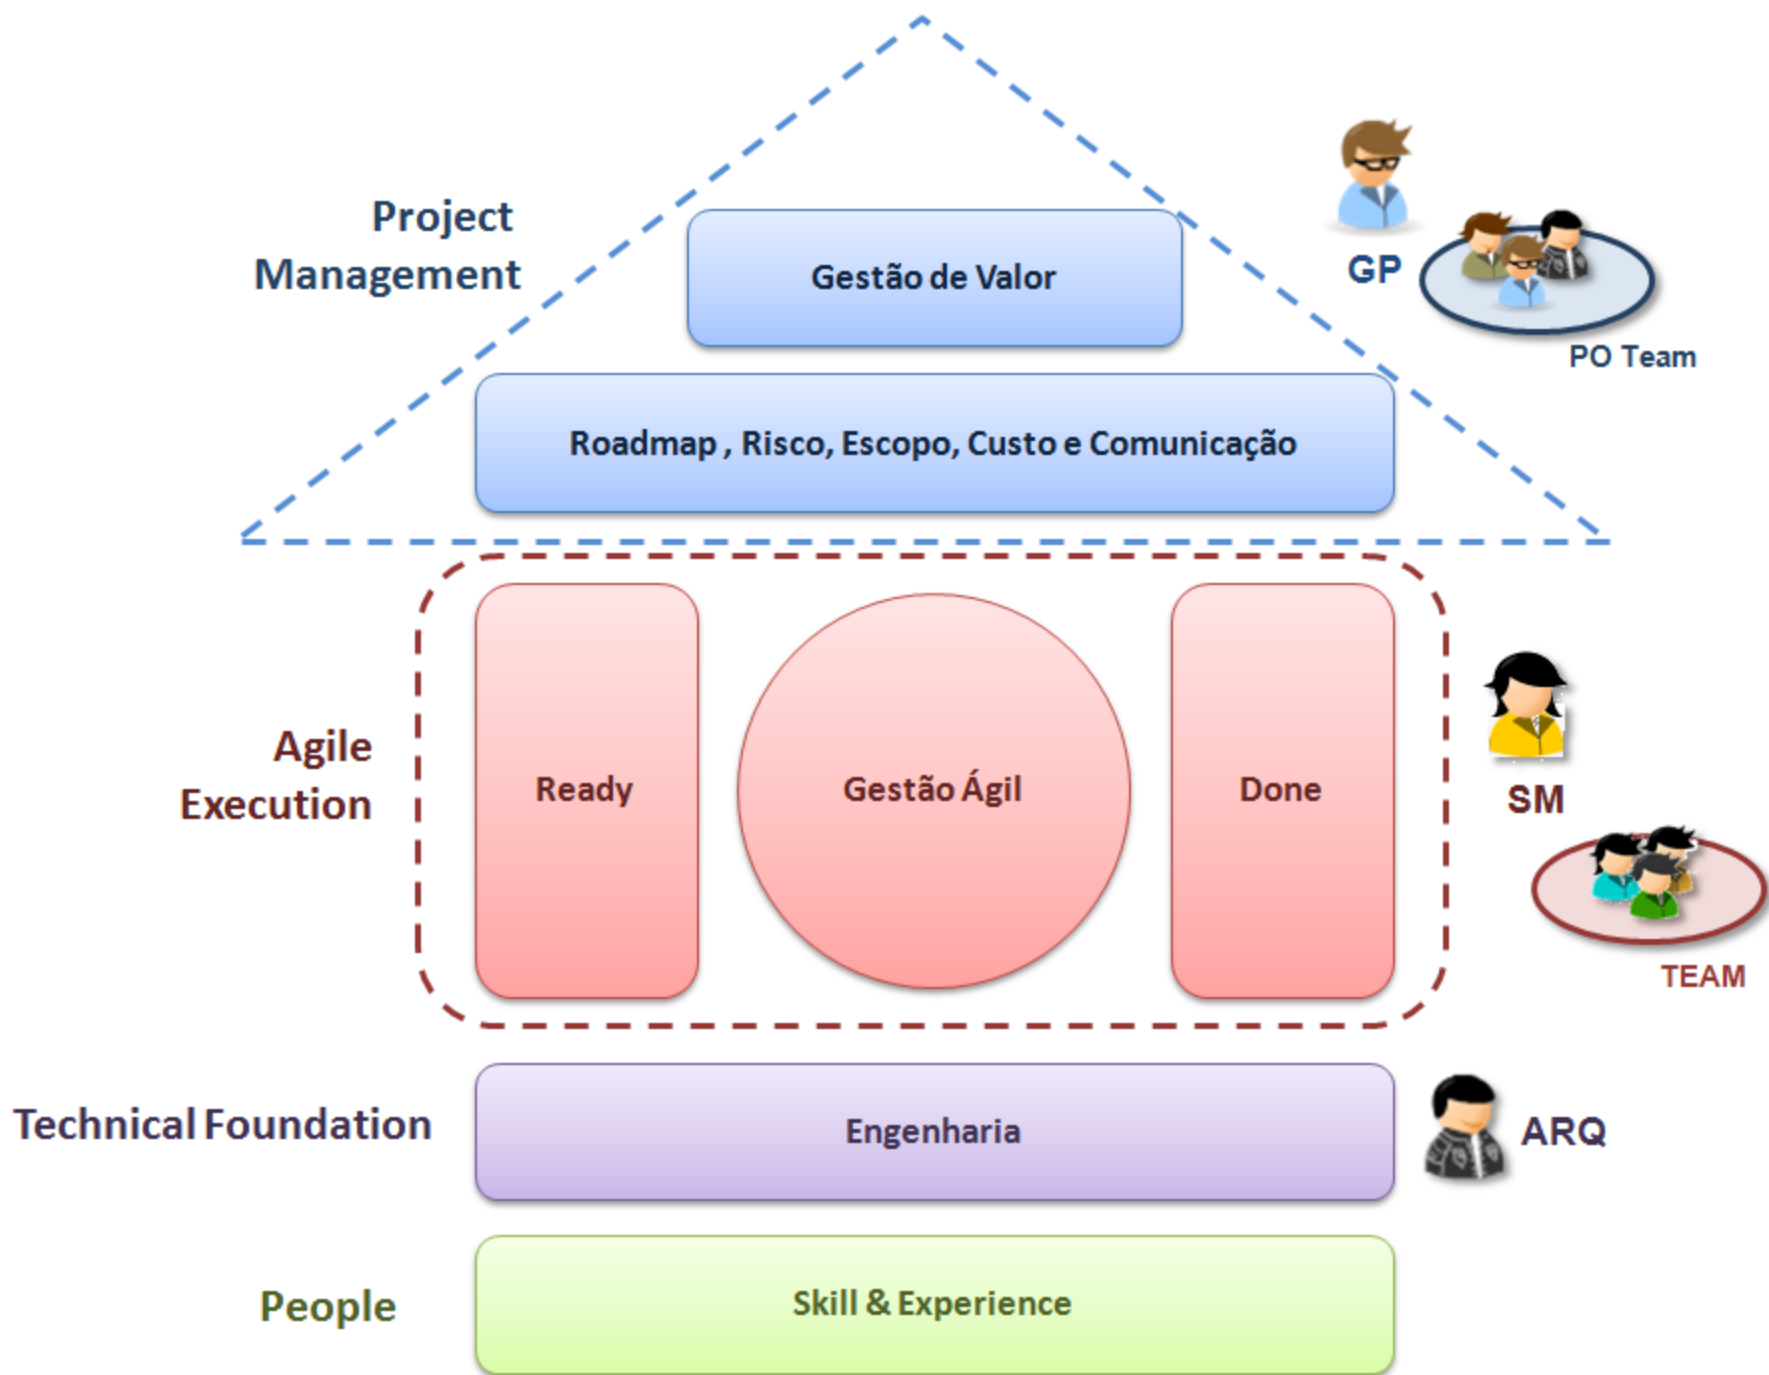 Project
Management
Gestão de Valor
GP
PO Team
Roadmap , Risco, Escopo, Custo e Comunicação
Agile
Execution
Ready
Gestão Ágil
Done
SM
TEAM
Technical Foundation
Engenharia
ARQ
People
Skill & Experience